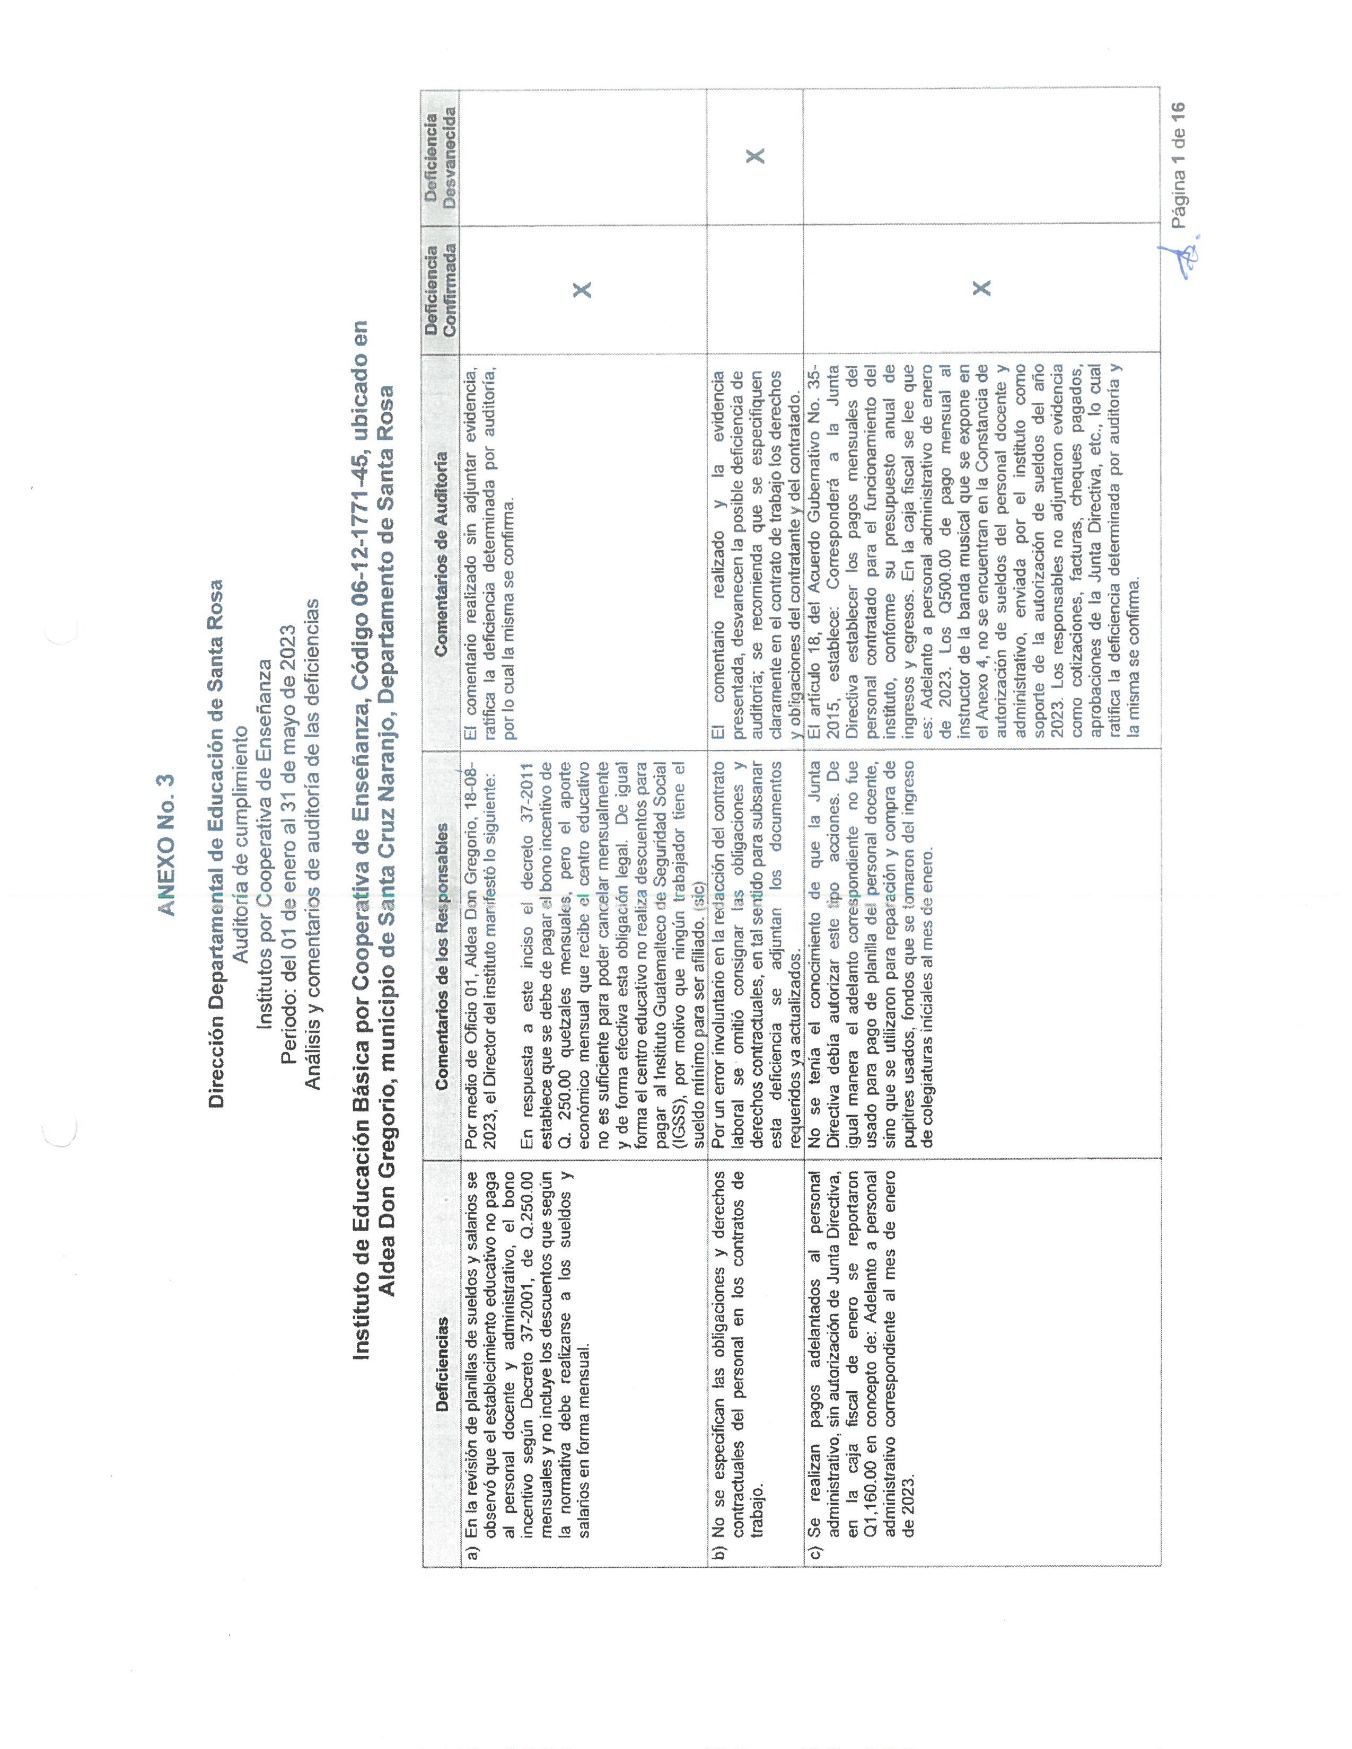 ANEXO No. 3
Dirección Departamental de Educación de Santa Rosa
Auditoría de cumplimiento
Institutos por Cooperativa de Enseñanza
Periodo: del 01 de enero al 31 de mayo de 2023
Análisis y comentarios de auditoría de las deficiencias
Instituto de Educación Básica por Cooperativa de Enseñanza, Código 06-12-1771-45, ubicado en
Aldea Don Gregorio, municipio de Santa Cruz Naranjo, Departamento de Santa Rosa
Deficiencias
Comentarios de los Responsables
Comentarios de Auditoría
Deficiencia
Confirmada
Deficiencia
Desvanecida
a) En la revisión de planillas de sueldos y salarios se
observó que el establecimiento educativo no paga
al personal docente y administrativo, el bono
incentivo según Decreto 37-2001, de Q.250.00
mensuales y no incluye los descuentos que según
la normativa debe realizarse a los sueldos y
salarios en forma mensual.
Por medio de Oficio 01, Aldea Don Gregorio, 18-08-
2023, el Director del instituto manifestó lo siguiente:
En respuesta a este inciso el decreto 37-2011
establece que se debe de pagar el bono incentivo de
Q. 250.00 quetzales mensuales, pero el aporte
económico mensual que recibe el centro educativo
no es suficiente para poder cancelar mensualmente
y de forma efectiva esta obligación legal. De igual
forma el centro educativo no realiza descuentos para
pagar al Instituto Guatemalteco de Seguridad Social
(IGSS), por motivo que ningún trabajador tiene el
sueldo mínimo para ser afiliado. (sic)
El comentario realizado sin adjuntar evidencia,
ratifica la deficiencia determinada por auditoría,
por lo cual la misma se confirma.
X
b) No se especifican las obligaciones y derechos
contractuales del personal en los contratos de
trabajo.
Por un error involuntario en la redacción del contrato
laboral se omitió consignar las obligaciones y
derechos contractuales, en tal sentido para subsanar
esta deficiencia se adjuntan los documentos
requeridos ya actualizados.
El comentario realizado y la evidencia
presentada, desvanecen la posible deficiencia de
auditoría; se recomienda que se especifiquen
claramente en el contrato de trabajo los derechos
y obligaciones del contratante y del contratado.
X
c) Se realizan pagos adelantados al personal
administrativo, sin autorización de Junta Directiva,
en la caja fiscal de enero se reportaron
Q1,160.00 en concepto de: Adelanto a personal
administrativo correspondiente al mes de enero
de 2023.
No se tenía el conocimiento de que la Junta
Directiva debía autorizar este tipo acciones. De
igual manera el adelanto correspondiente no fue
usado para pago de planilla del personal docente,
sino que se utilizaron para reparación y compra de
pupitres usados, fondos que se tomaron del ingreso
de colegiaturas iniciales al mes de enero.
El artículo 18, del Acuerdo Gubernativo No. 35-
2015, establece: Corresponderá a la Junta
Directiva establecer los pagos mensuales del
personal contratado para el funcionamiento del
instituto, conforme su presupuesto anual de
ingresos y egresos. En la caja fiscal se lee que
es: Adelanto a personal administrativo de enero
de 2023. Los Q500.00 de pago mensual al
instructor de la banda musical que se expone en
el Anexo 4, no se encuentran en la Constancia de
autorización de sueldos del personal docente y
administrativo, enviada por el instituto como
soporte de la autorización de sueldos del año
2023. Los responsables no adjuntaron evidencia
como cotizaciones, facturas, cheques pagados,
aprobaciones de la Junta Directiva, etc., lo cual
ratifica la deficiencia determinada por auditoría y
la misma se confirma.
X
Página 1 de 16